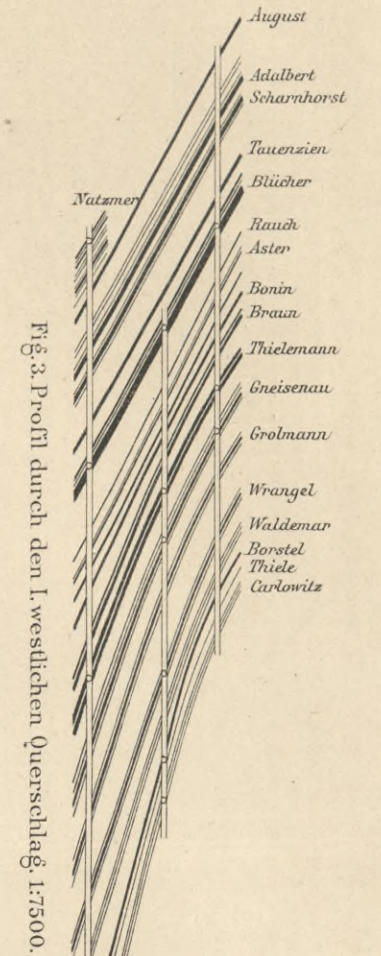 August
Adalbert
Scharnhorst
Tauenzien
Blücher
Natzmer
Rauch
Aster
Bonin
Braun
Thielemann
Gneisenau
Grolmann
Wrangel
Waldemar
Borstel
Thiele
Carlowitz
Fig. 3. Profil durch den I. westlichen Querschlag. 1:7500.